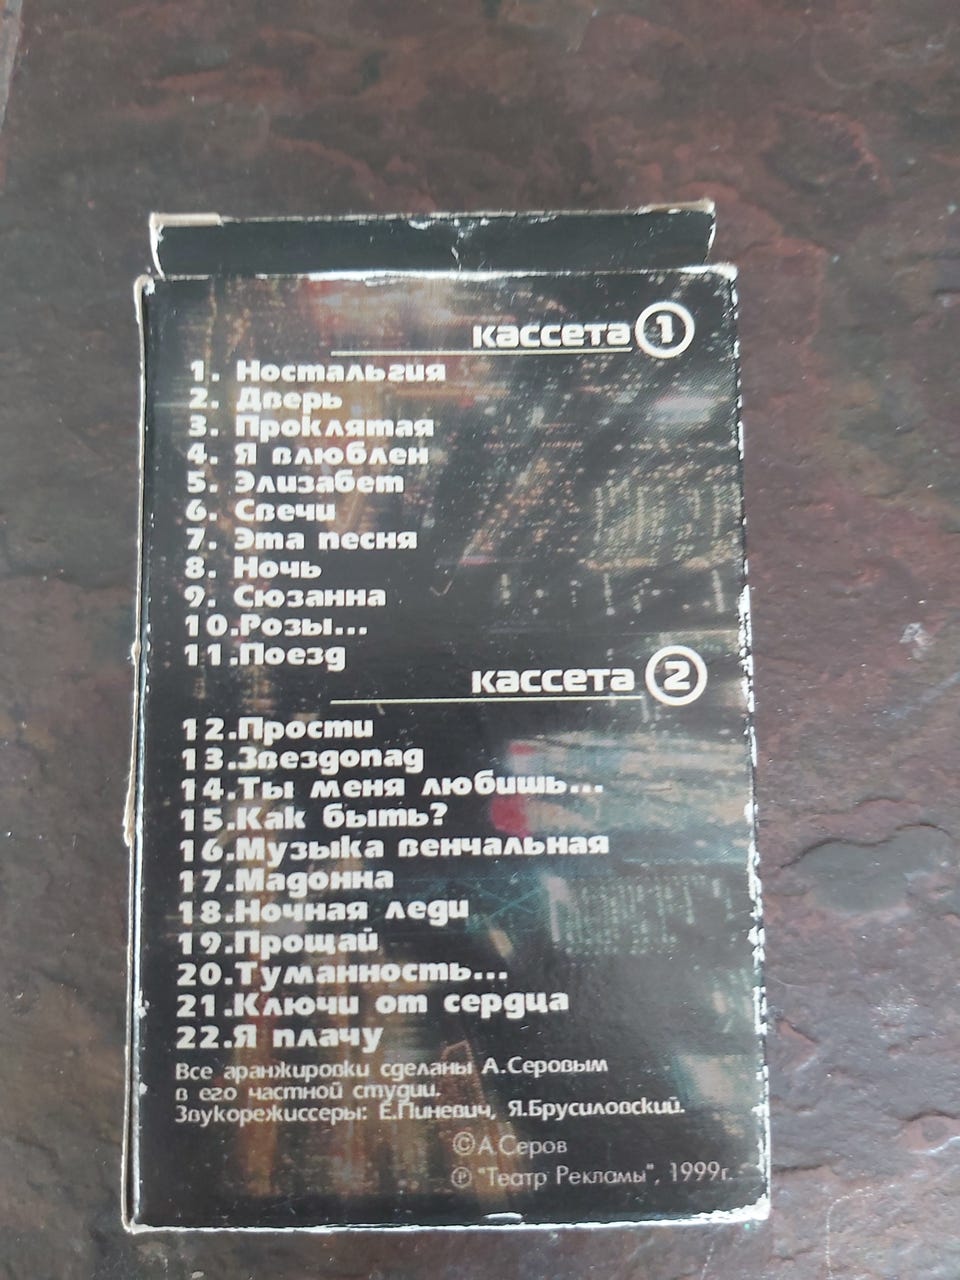 кассета 1
1. Ностальгия
2. Дверь
3. Проклятая
4. Я влюблен
5. Элизабет
6. Свечи
7. Эта песня
8. Ночь
9. Сюзанна
10.Розы...
11.Поезд
кассета 2
12.Прости
13.Звездопад
14.Ты меня любишь...
15.Как быть?
16.Музыка венчальная
17.Мадонна
18.Ночная леди
19.Прощай
20.Туманность...
21.Ключи от сердца
22.Я плачу
Все аранжировки сделаны А.Серовым
в его частной студии.
Звукорежиссеры: Е.Пиневич, Я.Брусиловский.
©А.Серов
℗ "Театр Рекламы", 1999г.